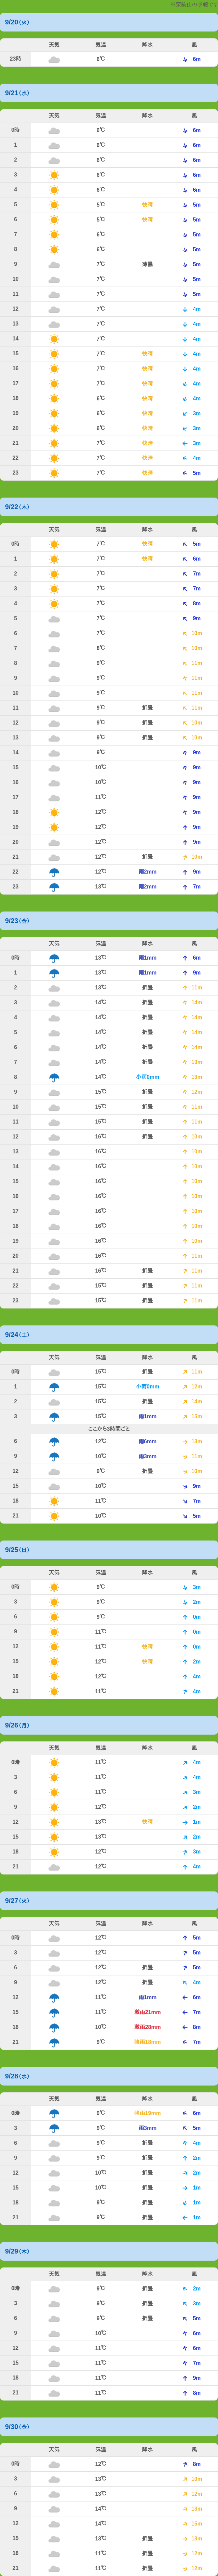 9/20（火）
天気 気温 降水 風
23時 6℃ 6m
9/21（水）
天気 気温 降水 風
0時 6℃ 6m
1 6℃ 6m
2 6℃ 6m
3 6℃ 6m
4 6℃ 6m
5 5℃ 快晴 5m
6 5℃ 快晴 5m
7 6℃ 5m
8 6℃ 5m
9 7℃ 薄曇 5m
10 7℃ 5m
11 7℃ 5m
12 7℃ 4m
13 7℃ 4m
14 7℃ 4m
15 7℃ 快晴 4m
16 7℃ 快晴 4m
17 7℃ 快晴 4m
18 6℃ 快晴 4m
19 6℃ 快晴 3m
20 6℃ 快晴 3m
21 7℃ 快晴 3m
22 7℃ 快晴 4m
23 7℃ 快晴 5m
9/22（木）
天気 気温 降水 風
0時 7℃ 快晴 5m
1 7℃ 快晴 6m
2 7℃ 7m
3 7℃ 7m
4 7℃ 8m
5 7℃ 9m
6 7℃ 10m
7 8℃ 10m
8 9℃ 11m
9 9℃ 11m
10 9℃ 11m
11 9℃ 折曇 11m
12 9℃ 折曇 10m
13 9℃ 折曇 10m
14 9℃ 9m
15 10℃ 9m
16 10℃ 9m
17 11℃ 9m
18 12℃ 9m
19 12℃ 9m
20 12℃ 9m
21 12℃ 折曇 10m
22 12℃ 雨2mm 9m
23 12℃ 雨2mm 7m
9/23（金）
天気 気温 降水 風
0時 13℃ 雨1mm 6m
1 13℃ 雨1mm 9m
2 13℃ 折曇 11m
3 14℃ 折曇 14m
4 14℃ 折曇 14m
5 14℃ 折曇 14m
6 14℃ 折曇 14m
7 14℃ 折曇 13m
8 14℃ 小雨0mm 13m
9 15℃ 折曇 12m
10 15℃ 折曇 11m
11 15℃ 折曇 11m
12 16℃ 折曇 10m
13 16℃ 10m
14 16℃ 10m
15 16℃ 10m
16 16℃ 10m
17 16℃ 10m
18 16℃ 10m
19 16℃ 10m
20 16℃ 11m
21 16℃ 折曇 11m
22 15℃ 折曇 11m
23 15℃ 折曇 11m
9/24（土）
天気 気温 降水 風
0時 15℃ 折曇 11m
1 15℃ 小雨0mm 12m
2 15℃ 折曇 14m
3 15℃ 雨1mm 15m
ここから3時間ごと
6 12℃ 雨6mm 13m
9 10℃ 雨3mm 11m
12 9℃ 折曇 10m
15 10℃ 9m
18 11℃ 7m
21 10℃ 5m
9/25（日）
天気 気温 降水 風
0時 9℃ 3m
3 9℃ 2m
6 9℃ 0m
9 11℃ 0m
12 11℃ 快晴 0m
15 12℃ 快晴 2m
18 12℃ 4m
21 11℃ 4m
9/26（月）
天気 気温 降水 風
0時 11℃ 4m
3 11℃ 4m
6 11℃ 3m
9 12℃ 2m
12 13℃ 快晴 1m
15 13℃ 2m
18 12℃ 3m
21 12℃ 4m
9/27（火）
天気 気温 降水 風
0時 12℃ 5m
3 12℃ 5m
6 12℃ 折曇 5m
9 12℃ 折曇 4m
12 11℃ 雨1mm 6m
15 11℃ 激雨21mm 7m
18 10℃ 激雨28mm 8m
21 9℃ 7m
9/28（水）
天気 気温 降水 風
0時 9℃ 6m
3 9℃ 雨3mm 5m
6 9℃ 折曇 4m
9 9℃ 折曇 2m
12 10℃ 折曇 2m
15 10℃ 折曇 1m
18 9℃ 折曇 1m
21 9℃ 折曇 1m
9/29（木）
天気 気温 降水 風
0時 9℃ 折曇 2m
3 9℃ 折曇 3m
6 9℃ 折曇 5m
9 10℃ 6m
12 11℃ 6m
15 11℃ 7m
18 11℃ 9m
21 11℃ 8m
9/30（金）
天気 気温 降水 風
0時 12℃ 8m
3 13℃ 10m
6 13℃ 12m
9 14℃ 13m
12 14℃ 15m
15 13℃ 折曇 13m
18 11℃ 折曇 12m
21 11℃ 折曇 12m